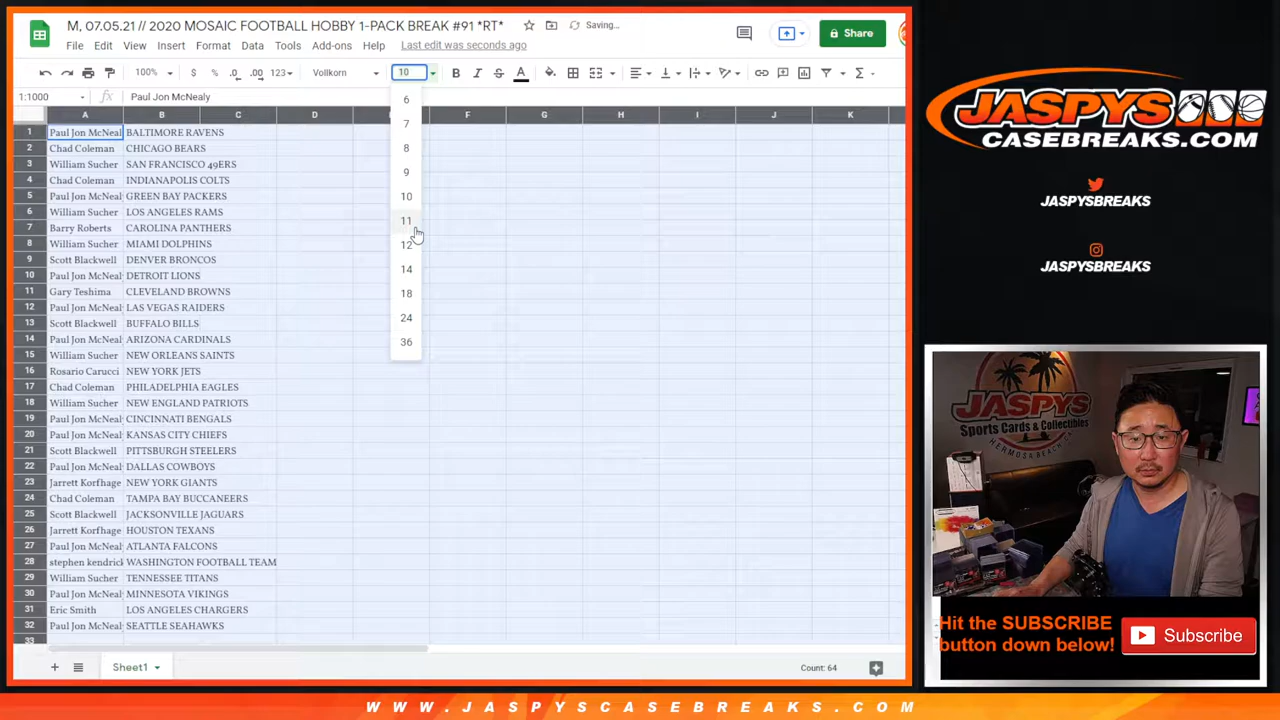 M, 07.05.21 // 2020 MOSAIC FOOTBALL HOBBY 1-PACK BREAK #91 *RT*
Saving...
Share
File Edit View Insert Format Data Tools Add-ons Help Last edit was seconds ago
100% $ % .0 .00 123 Vollkorn 10 B I S A
1:1000 fx Paul Jon McNealy
A B C D F G H I J K
1 Paul Jon McNeal BALTIMORE RAVENS
2 Chad Coleman CHICAGO BEARS
3 William Sucher SAN FRANCISCO 49ERS
4 Chad Coleman INDIANAPOLIS COLTS
5 Paul Jon McNeal GREEN BAY PACKERS
6 William Sucher LOS ANGELES RAMS
7 Barry Roberts CAROLINA PANTHERS
8 William Sucher MIAMI DOLPHINS
9 Scott Blackwell DENVER BRONCOS
10 Paul Jon McNeal DETROIT LIONS
11 Gary Teshima CLEVELAND BROWNS
12 Paul Jon McNeal LAS VEGAS RAIDERS
13 Scott Blackwell BUFFALO BILLS
14 Paul Jon McNeal ARIZONA CARDINALS
15 William Sucher NEW ORLEANS SAINTS
16 Rosario Carucci NEW YORK JETS
17 Chad Coleman PHILADELPHIA EAGLES
18 William Sucher NEW ENGLAND PATRIOTS
19 Paul Jon McNeal CINCINNATI BENGALS
20 Paul Jon McNeal KANSAS CITY CHIEFS
21 Scott Blackwell PITTSBURGH STEELERS
22 Paul Jon McNeal DALLAS COWBOYS
23 Jarrett Korfhage NEW YORK GIANTS
24 Chad Coleman TAMPA BAY BUCCANEERS
25 Scott Blackwell JACKSONVILLE JAGUARS
26 Jarrett Korfhage HOUSTON TEXANS
27 Paul Jon McNeal ATLANTA FALCONS
28 stephen kendrick WASHINGTON FOOTBALL TEAM
29 William Sucher TENNESSEE TITANS
30 Paul Jon McNeal MINNESOTA VIKINGS
31 Eric Smith LOS ANGELES CHARGERS
32 Paul Jon McNeal SEATTLE SEAHAWKS
33
6
7
8
9
10
11
12
14
18
24
36
Sheet1
Count: 64
JASPYS
CASEBREAKS.COM
JASPYSBREAKS
JASPYSBREAKS
JASPYS
Sports Cards & Collectibles
HERMOSA BEACH CA
Hit the SUBSCRIBE
button down below!
Subscribe
WWW.JASPYSCASEBREAKS.COM